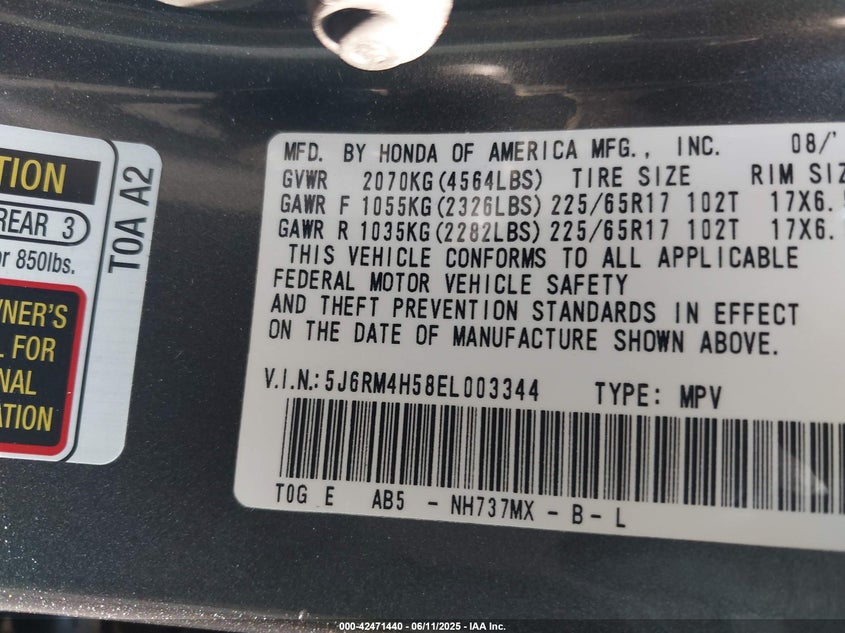 TION
REAR 3
or 850lbs.
WNER'S
L FOR
NAL
ATION
TOA A2
MFD. BY HONDA OF AMERICA MFG., INC. 08/'
GVWR 2070KG(4564LBS) TIRE SIZE RIM SIZ
GAWR F 1055KG(2326LBS) 225/65R17 102T 17X6.
GAWR R 1035KG(2282LBS) 225/65R17 102T 17X6.
THIS VEHICLE CONFORMS TO ALL APPLICABLE
FEDERAL MOTOR VEHICLE SAFETY
AND THEFT PREVENTION STANDARDS IN EFFECT
ON THE DATE OF MANUFACTURE SHOWN ABOVE.
V.I.N.: 5J6RM4H58EL003344 TYPE: MPV
TOG E AB5 - NH737MX - B - L
000-42471440 - 06/11/2025 - IAA Inc.